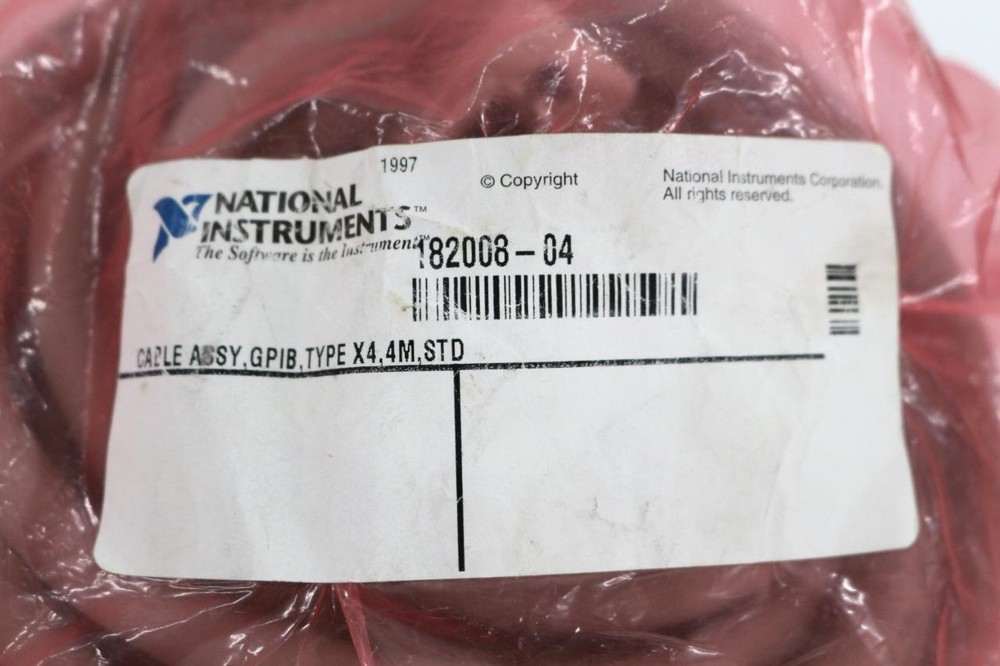 1997
© Copyright
National Instruments Corporation.
All rights reserved.
NATIONAL
INSTRUMENTS™
The Software is the Instrument™
182008-04
CABLE ASSY,GPIB,TYPE X4,4M,STD